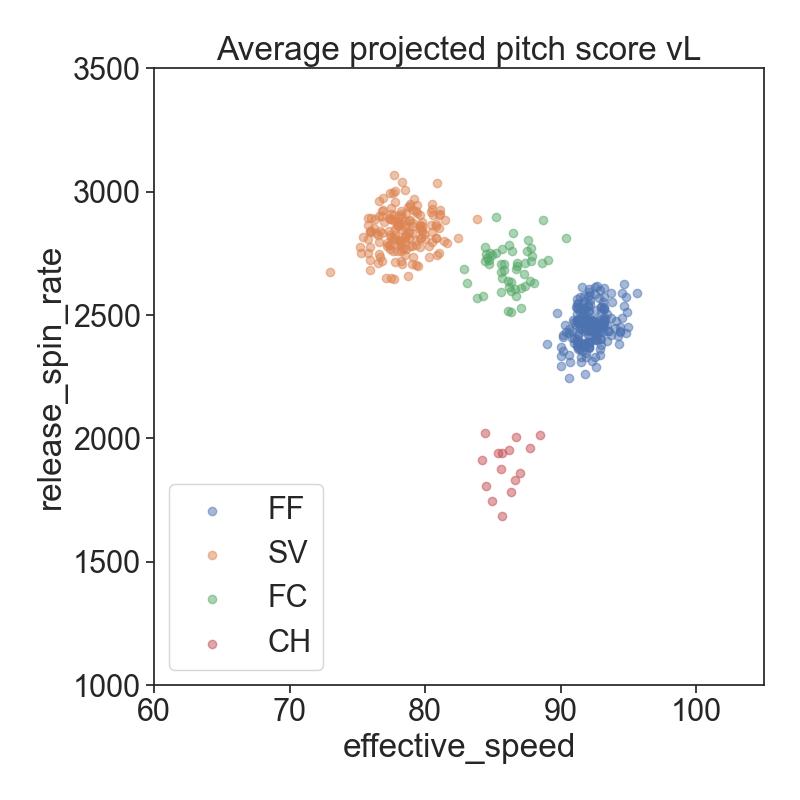 Average projected pitch score vL
3500
3000
2500
2000
1500
1000
release_spin_rate
FF
SV
FC
CH
60 70 80 90 100
effective_speed